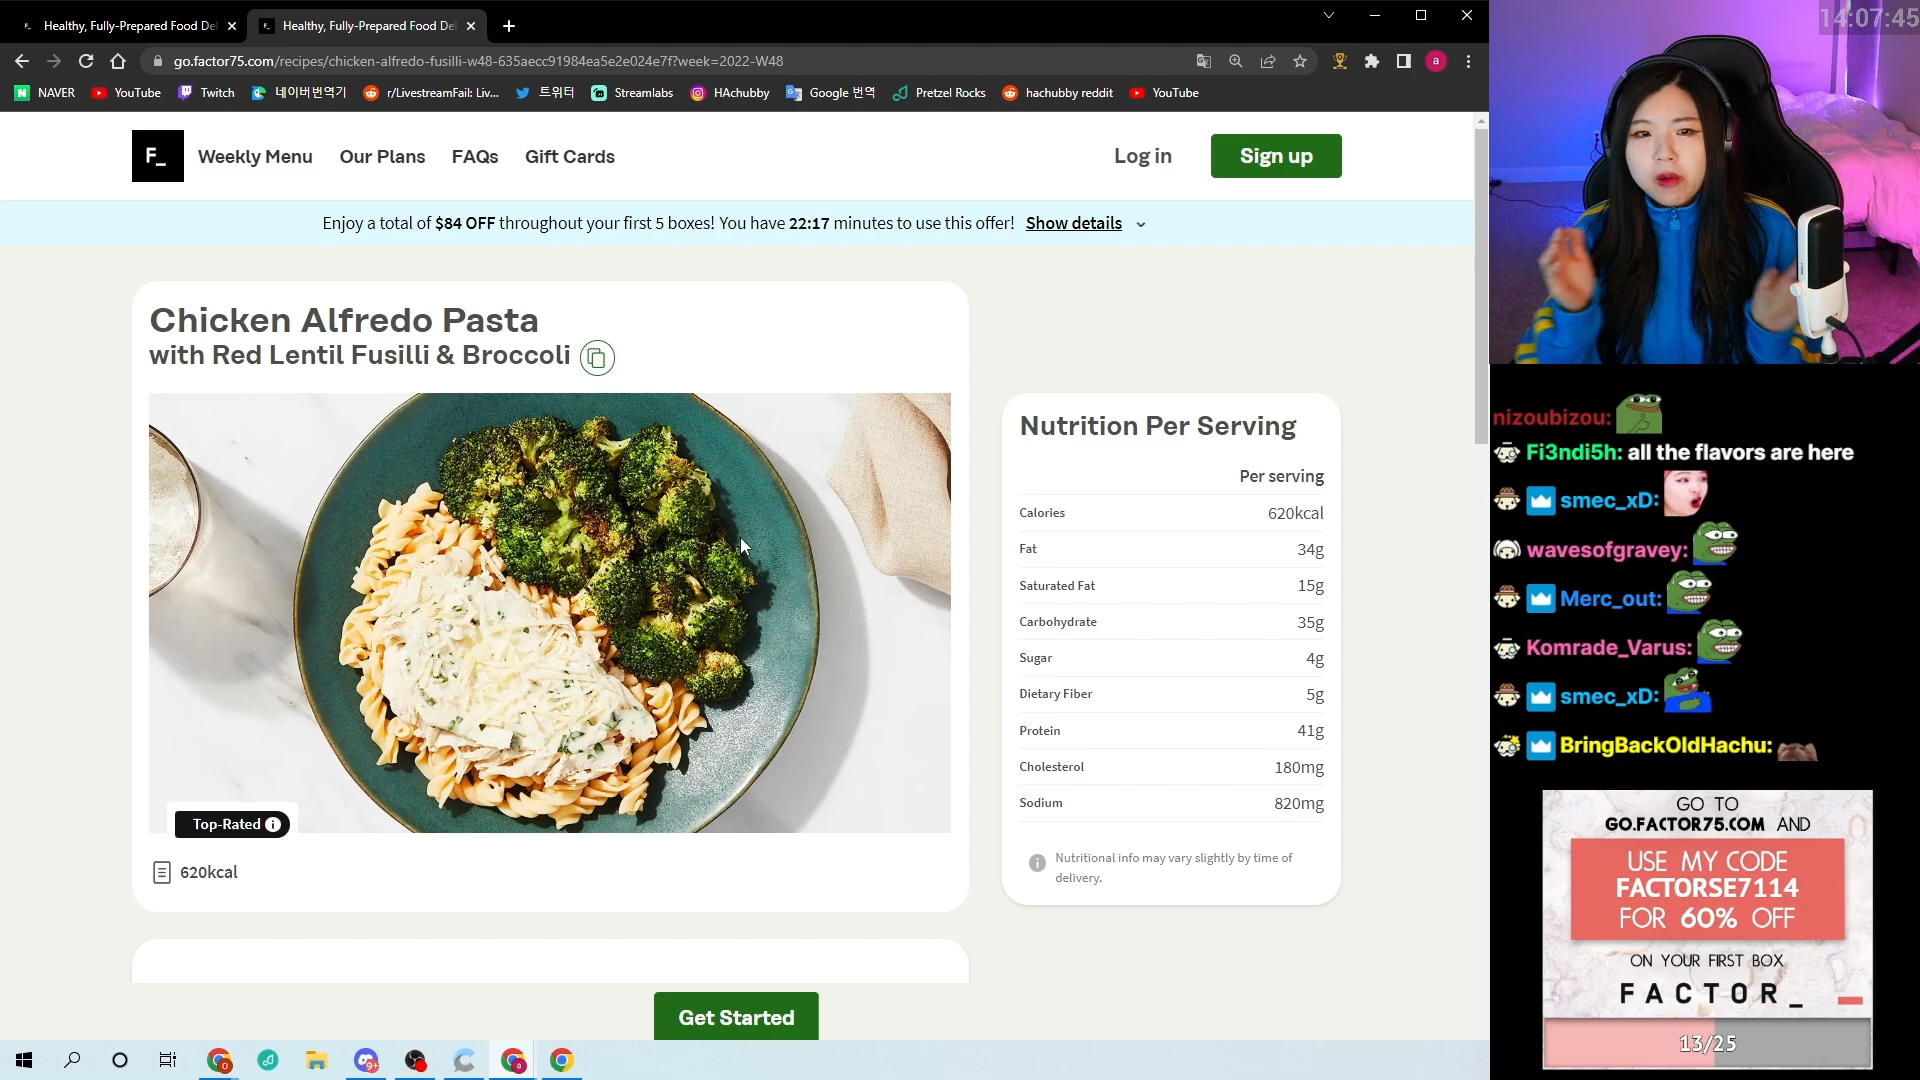 Healthy, Fully-Prepared Food De
Healthy, Fully-Prepared Food De
go.factor75.com/recipes/chicken-alfredo-fusilli-w48-635aecc91984ea5e2e024e7f?week=2022-W48
NAVER YouTube Twitch 네이버번역기 r/LivestreamFail: Liv... 트위터 Streamlabs HAchubby Google 번역 Pretzel Rocks hachubby reddit YouTube
F_ Weekly Menu Our Plans FAQs Gift Cards Log in Sign up
Enjoy a total of $84 OFF throughout your first 5 boxes! You have 22:17 minutes to use this offer! Show details
Chicken Alfredo Pasta
with Red Lentil Fusilli & Broccoli
Top-Rated
620kcal
Nutrition Per Serving
Per serving
Calories 620kcal
Fat 34g
Saturated Fat 15g
Carbohydrate 35g
Sugar 4g
Dietary Fiber 5g
Protein 41g
Cholesterol 180mg
Sodium 820mg
Nutritional info may vary slightly by time of
delivery.
Get Started
14:07:45
nizoubizou:
Fi3ndi5h: all the flavors are here
smec_xD:
wavesofgravey:
Merc_out:
Komrade_Varus:
smec_xD:
BringBackOldHachu:
GO TO
GO.FACTOR75.COM AND
USE MY CODE
FACTORSE7114
FOR 60% OFF
ON YOUR FIRST BOX
FACTOR_
13/25
9+